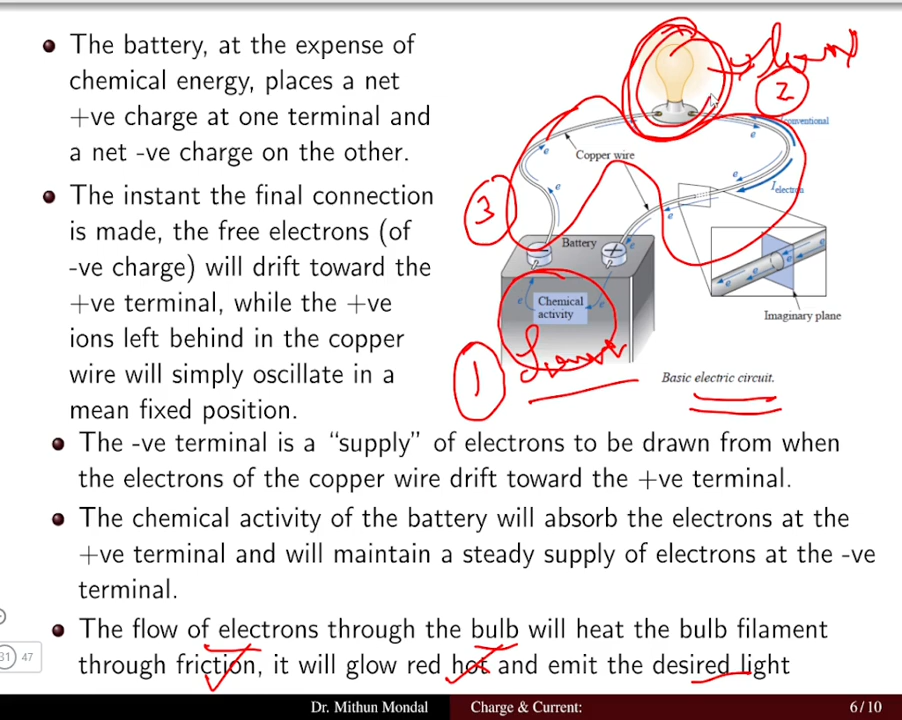 The battery, at the expense of
chemical energy, places a net
+ve charge at one terminal and
a net -ve charge on the other.
The instant the final connection
is made, the free electrons (of
-ve charge) will drift toward the
+ve terminal, while the +ve
ions left behind in the copper
wire will simply oscillate in a
mean fixed position.
The -ve terminal is a “supply” of electrons to be drawn from when
the electrons of the copper wire drift toward the +ve terminal.
The chemical activity of the battery will absorb the electrons at the
+ve terminal and will maintain a steady supply of electrons at the -ve
terminal.
The flow of electrons through the bulb will heat the bulb filament
through friction, it will glow red hot and emit the desired light
2
conventional
e
Copper wire
e
e
e
I electron
e
e
3
Battery
+
e
e
e
e
Imaginary plane
e
Chemical
activity
e
1
Basic electric circuit.
31 47
Dr. Mithun Mondal
Charge & Current:
6/10